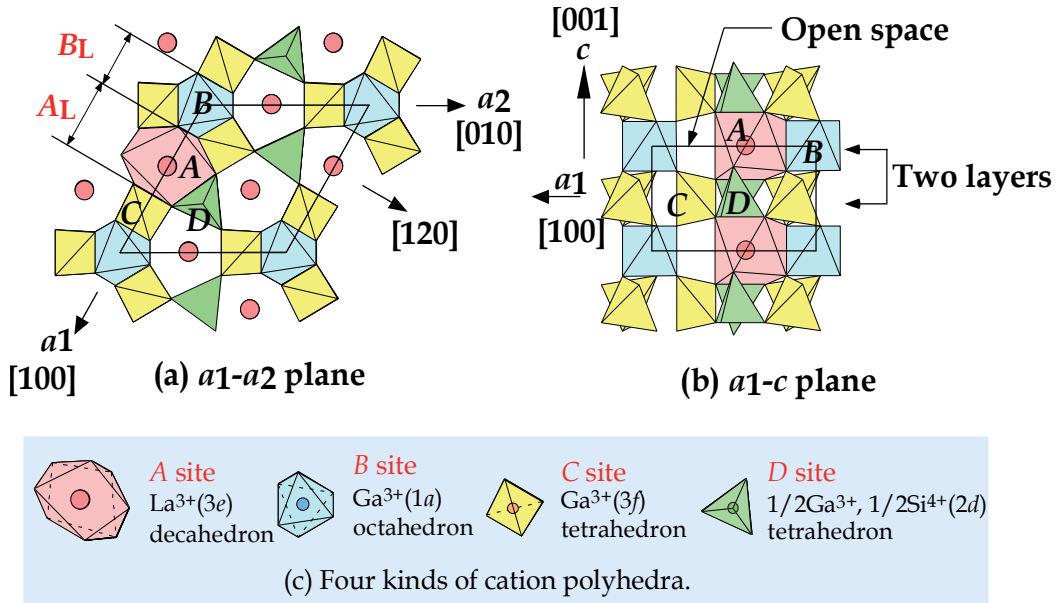 BL
AL
B
A
C
D
a2
[010]
[120]
a1
[100]
(a) a1-a2 plane
[001]
c
Open space
A
B
a1
[100]
C
D
Two layers
(b) a1-c plane
A site
La³⁺(3e)
decahedron
B site
Ga³⁺(1a)
octahedron
C site
Ga³⁺(3f)
tetrahedron
D site
1/2Ga³⁺, 1/2Si⁴⁺(2d)
tetrahedron
(c) Four kinds of cation polyhedra.